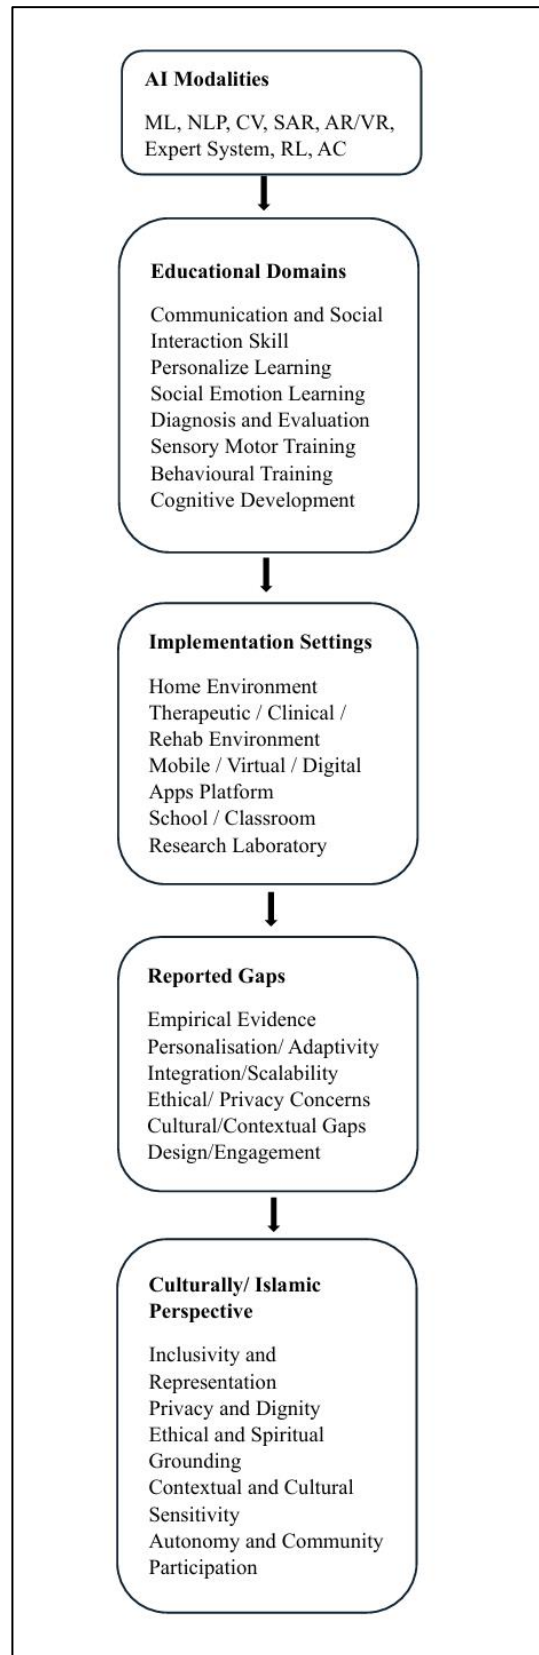 AI Modalities
ML, NLP, CV, SAR, AR/VR,
Expert System, RL, AC
Educational Domains
Communication and Social
Interaction Skill
Personalize Learning
Social Emotion Learning
Diagnosis and Evaluation
Sensory Motor Training
Behavioural Training
Cognitive Development
Implementation Settings
Home Environment
Therapeutic / Clinical /
Rehab Environment
Mobile / Virtual / Digital
Apps Platform
School / Classroom
Research Laboratory
Reported Gaps
Empirical Evidence
Personalisation/ Adaptivity
Integration/Scalability
Ethical/ Privacy Concerns
Cultural/Contextual Gaps
Design/Engagement
Culturally/ Islamic
Perspective
Inclusivity and
Representation
Privacy and Dignity
Ethical and Spiritual
Grounding
Contextual and Cultural
Sensitivity
Autonomy and Community
Participation